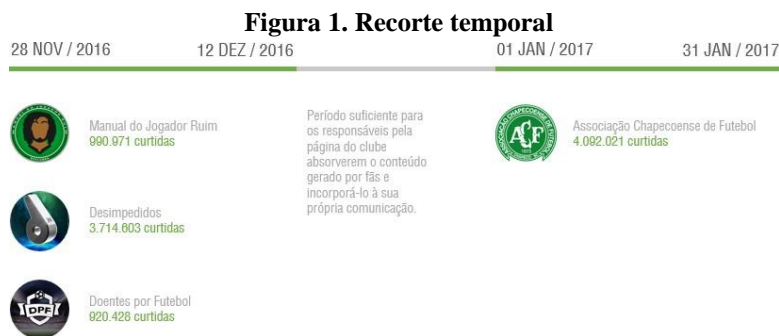 Figura 1. Recorte temporal
28 NOV / 2016
12 DEZ / 2016
01 JAN / 2017
31 JAN / 2017
Manual do Jogador Ruim
990.971 curtidas
Desimpedidos
3.714.603 curtidas
DPF
Doentes por Futebol
920.428 curtidas
Período suficiente para
os responsáveis pela
página do clube
absorverem o conteúdo
gerado por fãs e
incorporá-lo à sua
própria comunicação.
ACF
Associação Chapecoense de Futebol
4.092.021 curtidas